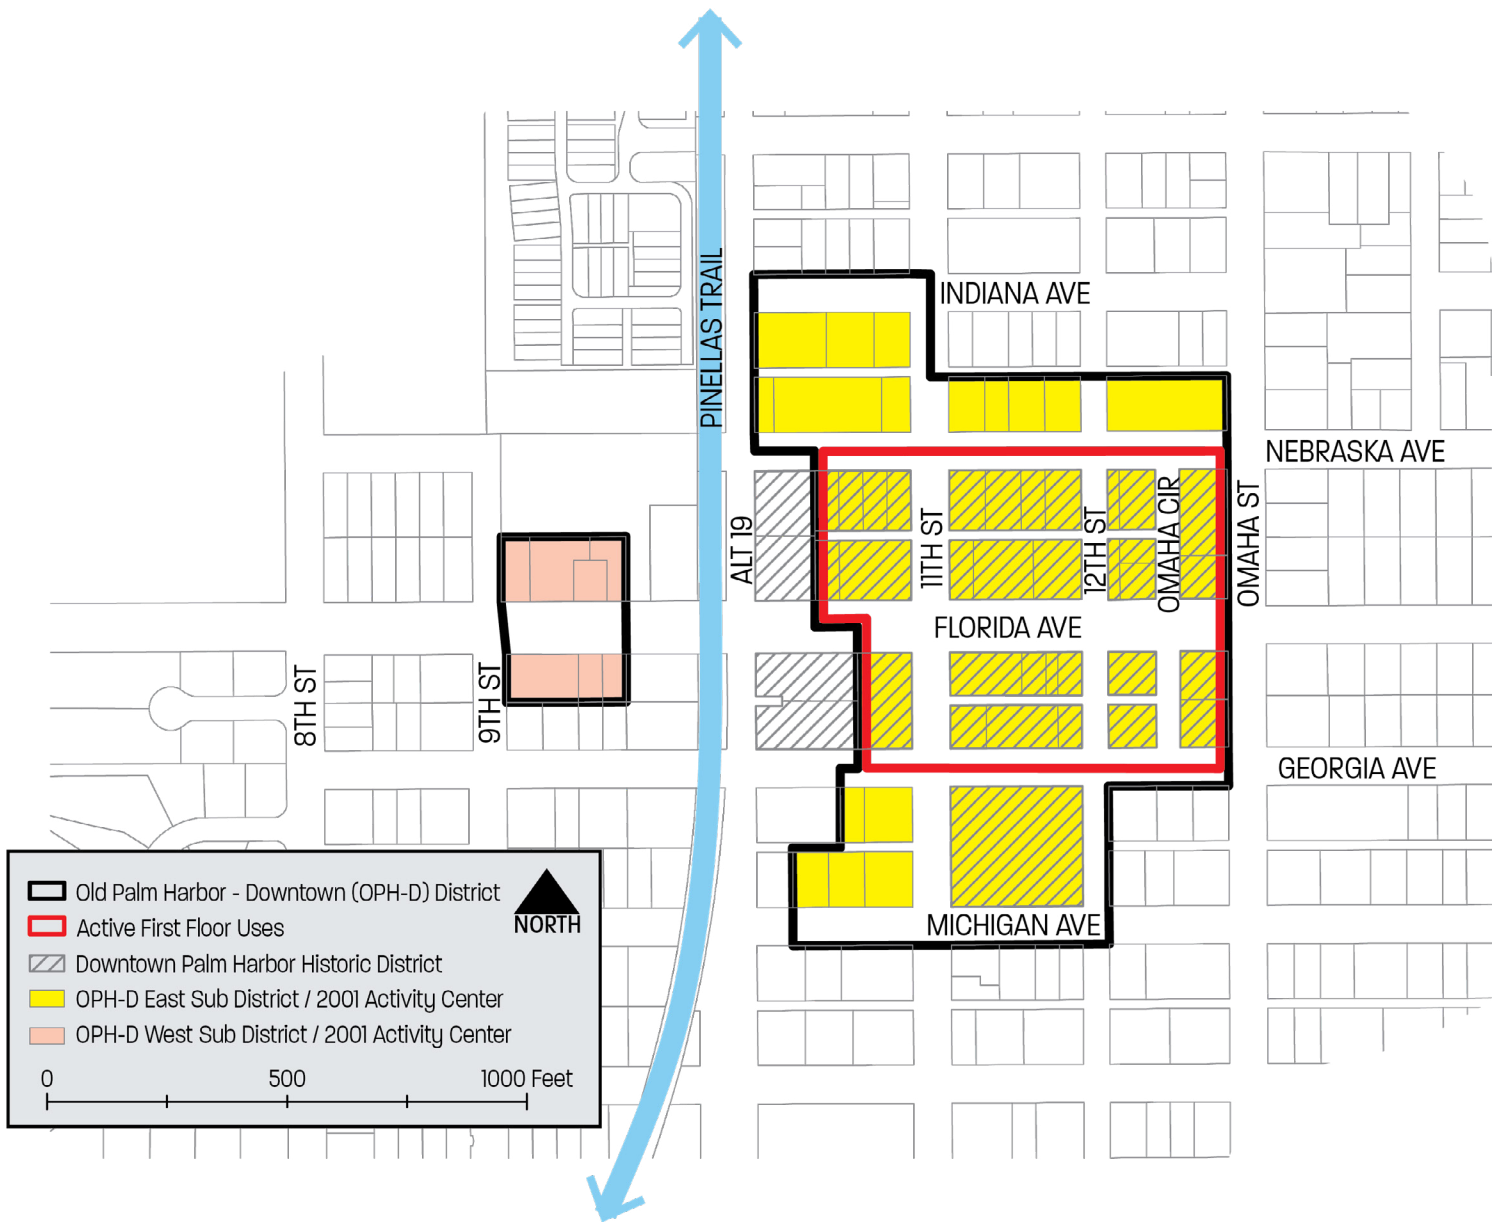 PINELLAS TRAIL
INDIANA AVE
NEBRASKA AVE
ALT 19
11TH ST
12TH ST
OMAHA CIR
OMAHA ST
FLORIDA AVE
8TH ST
9TH ST
GEORGIA AVE
MICHIGAN AVE
Old Palm Harbor - Downtown (OPH-D) District
Active First Floor Uses
Downtown Palm Harbor Historic District
OPH-D East Sub District / 2001 Activity Center
OPH-D West Sub District / 2001 Activity Center
NORTH
0 500 1000 Feet